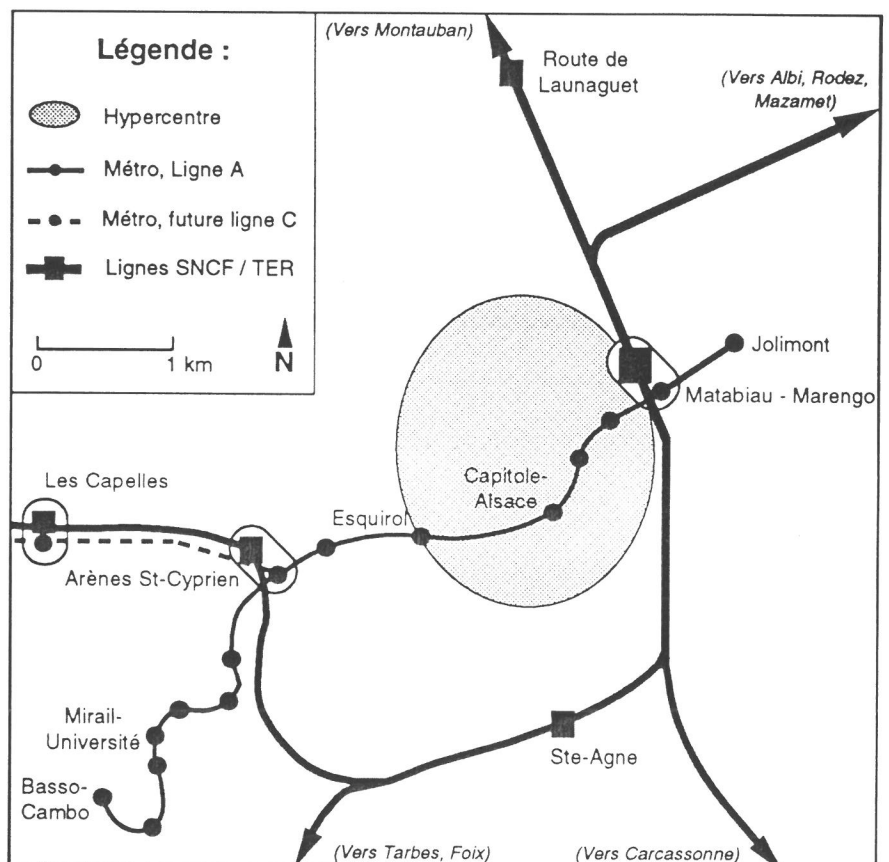 Légende :
Hypercentre
Métro, Ligne A
Métro, future ligne C
Lignes SNCF / TER
0 1 km
N
(Vers Montauban)
Route de
Launaguet
(Vers Albi, Rodez,
Mazamet)
Jolimont
Matabiau - Marengo
Capitole-
Alsace
Les Capelles
Esquirol
Arènes St-Cyprien
Mirail-
Université
Basso-
Cambo
Ste-Agne
(Vers Tarbes, Foix)
(Vers Carcassonne)